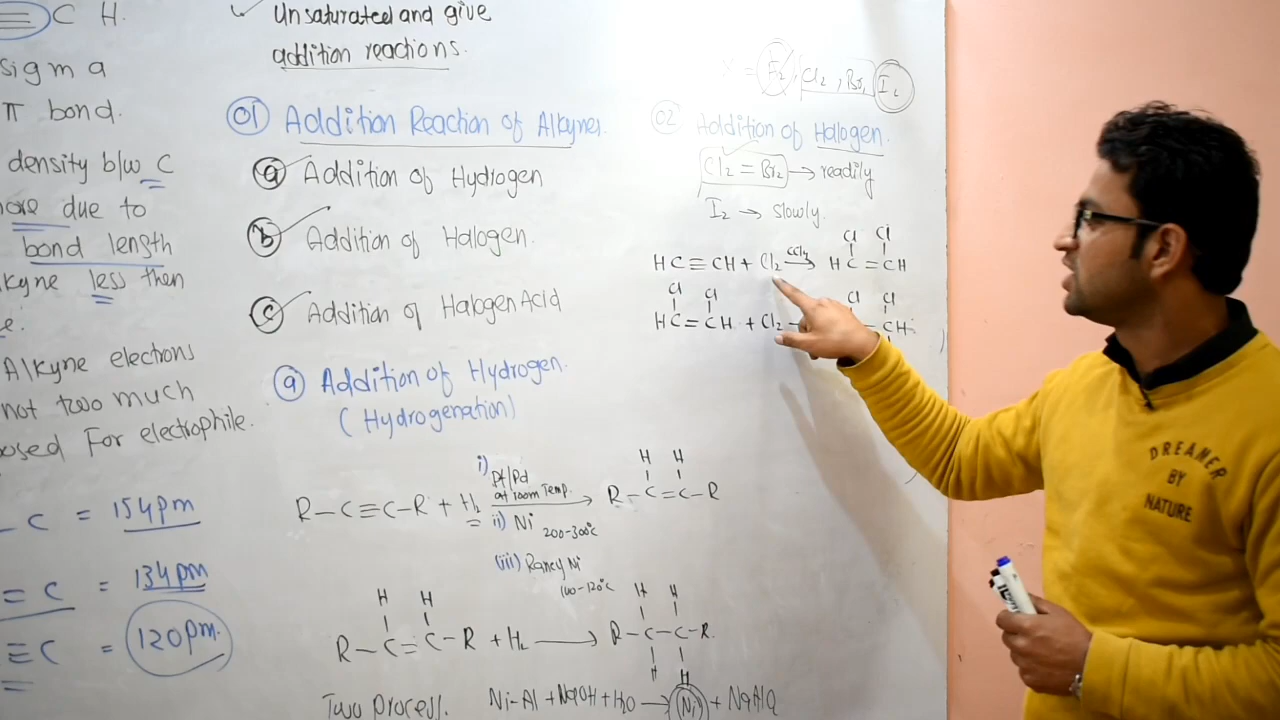 ≡ C H.
sigma
π bond.
density b/w C
more due to
bond length
lkyne less then
e.
Alkyne electrons
not two much
osed For electrophile.
– C = 154pm
= C = 134pm
≡ C = 120pm.
Unsaturated and give
addition reactions.
01 Addition Reaction of Alkynes.
a Addition of Hydrogen
b Addition of Halogen.
c Addition of Halogen Acid
a Addition of Hydrogen.
(Hydrogenation)
i) Pt/Pd
at room Temp.
R–C≡C–R + H2 → R–C=C–R
H H
ii) Ni 200-300°C
(iii) Raney Ni
100-120°C
H H
R–C=C–R + H2 → R–C–C–R.
H H
H H
Two Process. Ni-Al + NaOH + H2O → (Ni) + NaAlO
X = F2, Cl2, Br2 I2
02 Addition of Halogen.
Cl2 = Br2 → readily
I2 → slowly.
Cl Cl
HC≡CH + Cl2 → HC=CH
Cl Cl
HC=CH + Cl2 –
Cl Cl
–CH
DREAMER
BY
NATURE